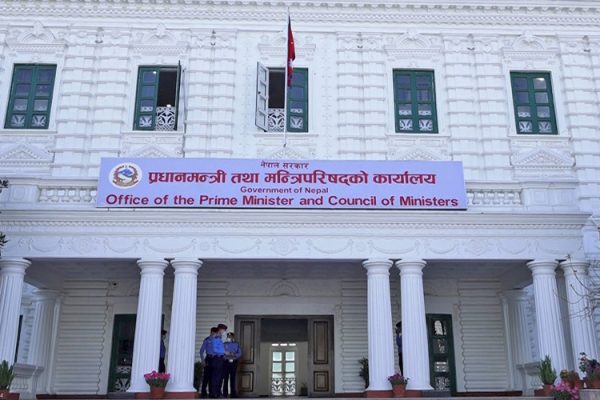 नेपाल सरकार
प्रधानमन्त्री तथा मन्त्रिपरिषद्को कार्यालय
Government of Nepal
Office of the Prime Minister and Council of Ministers